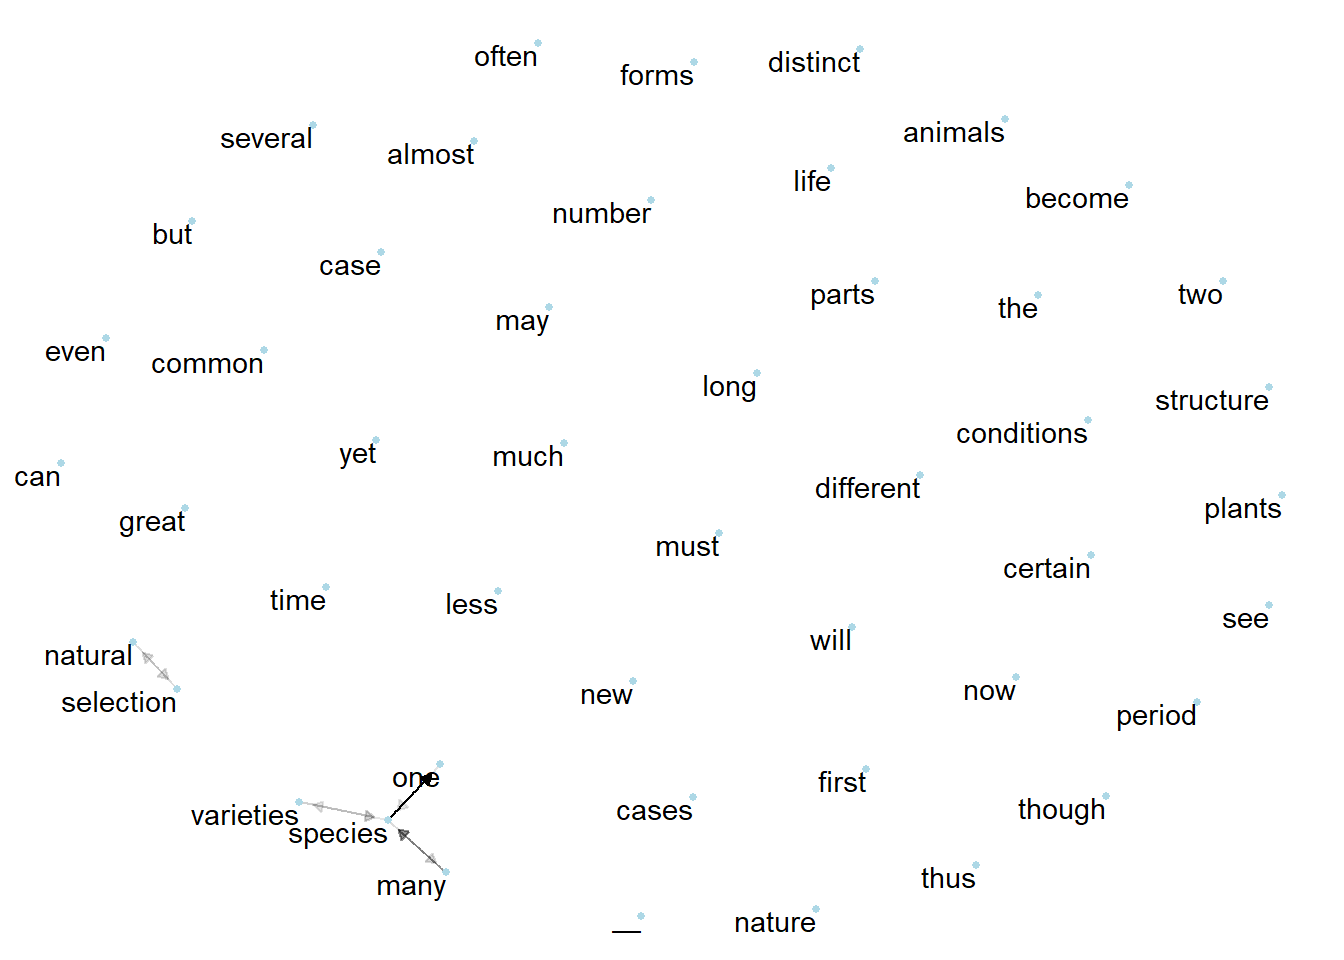 often
forms
distinct
several
almost
animals
life
become
number
but
case
parts
the
two
may
even
common
long
structure
conditions
yet
much
can
different
plants
great
must
certain
time
less
see
will
natural
selection
new
now
period
one
first
varieties
species
cases
though
many
thus
__
nature